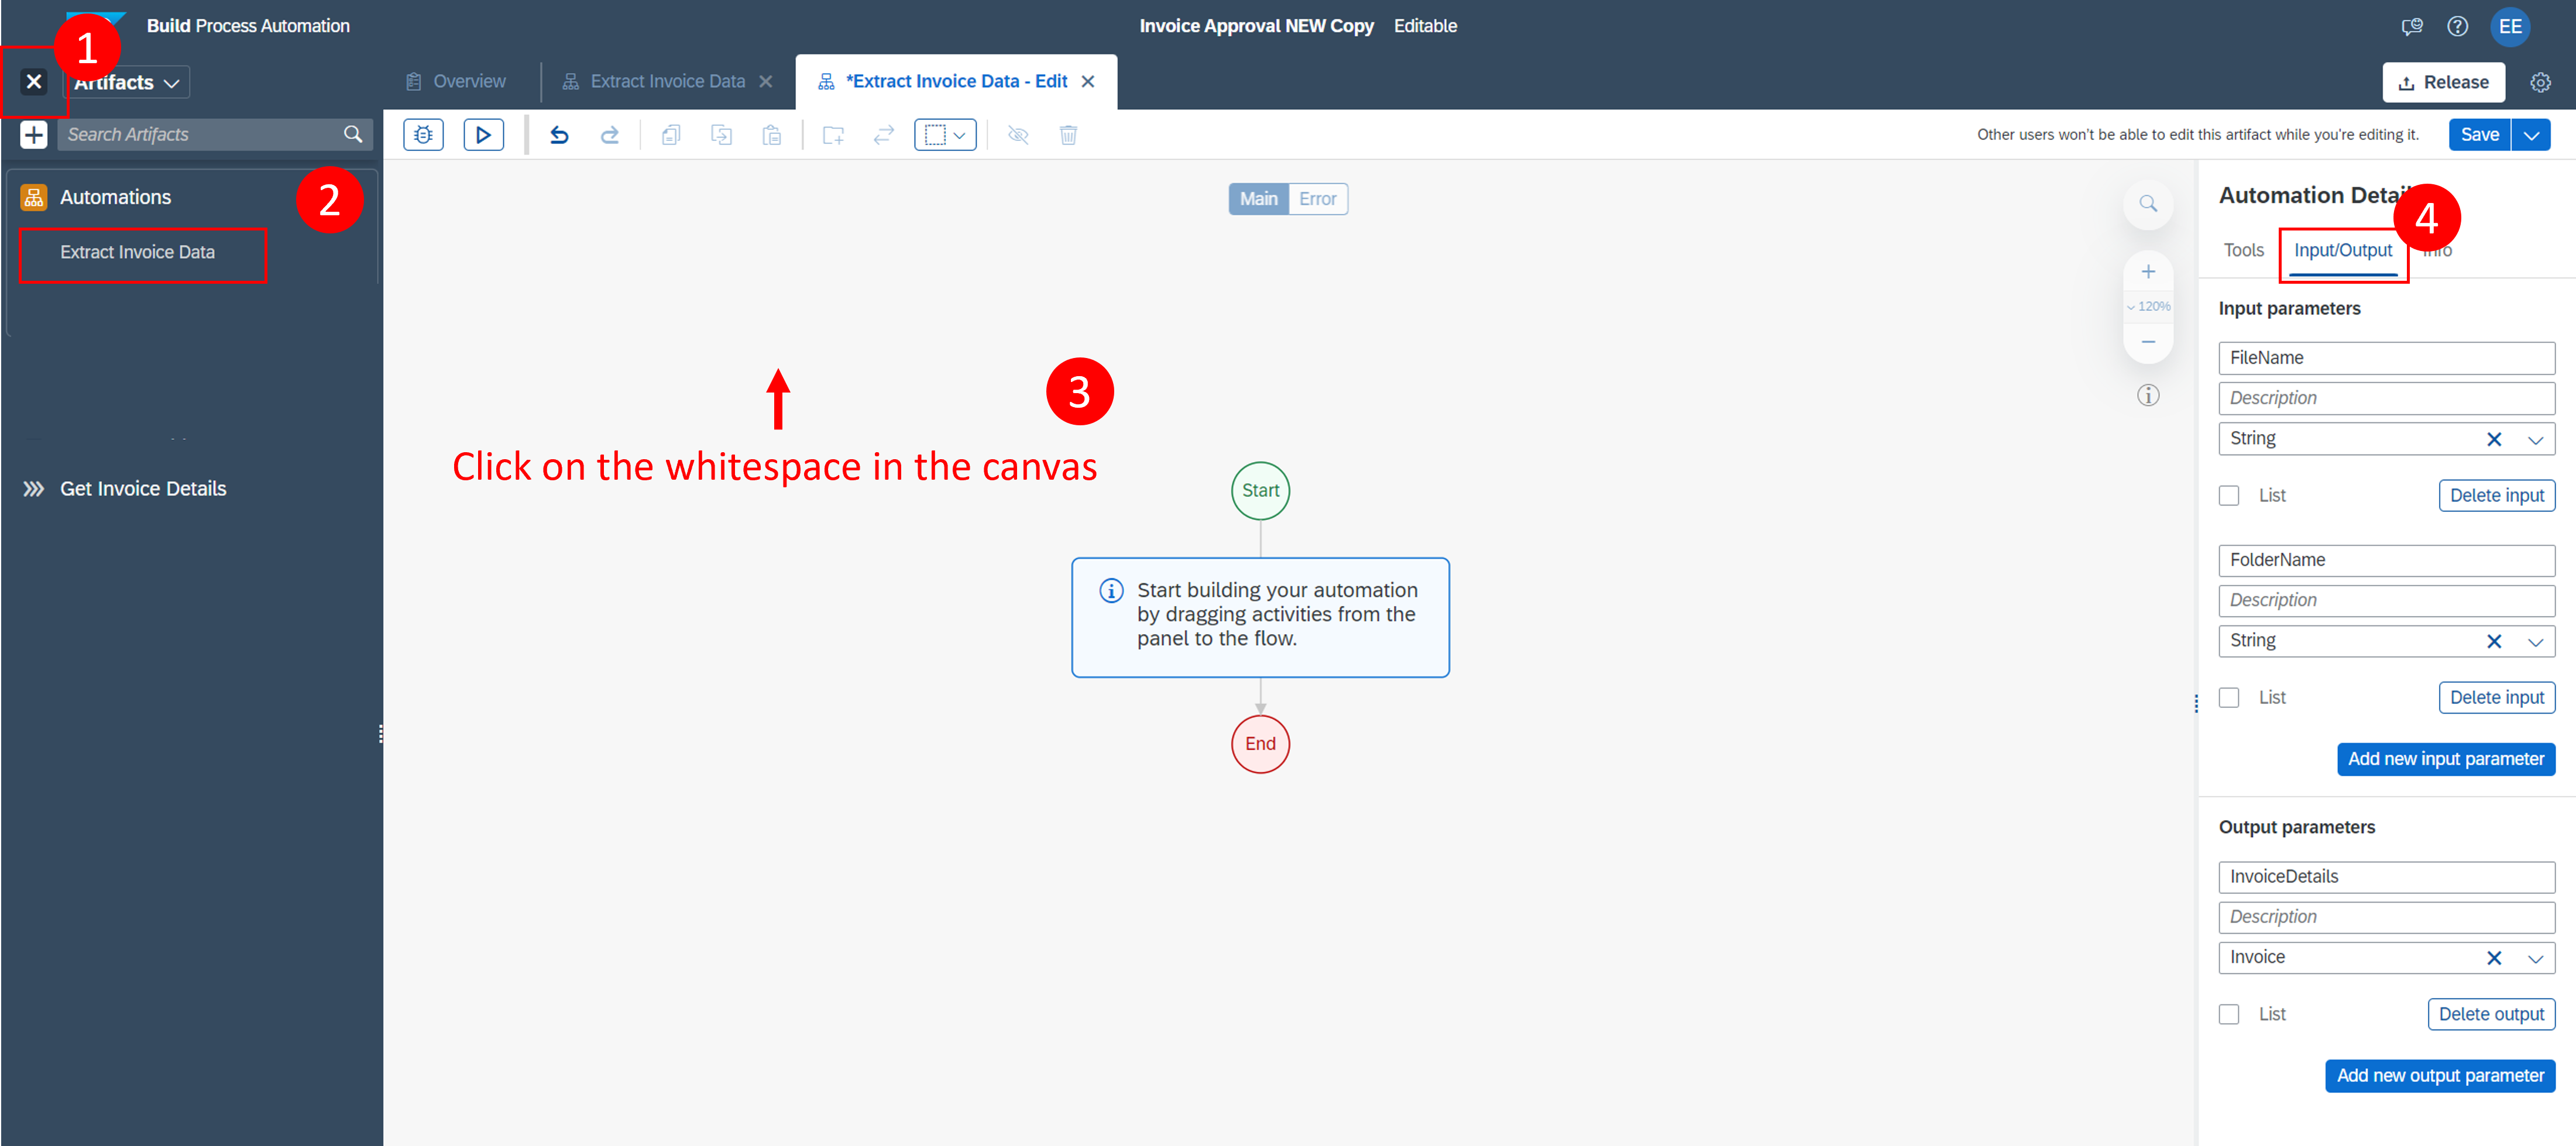 Build Process Automation
Invoice Approval NEW Copy Editable
EE
1
Artifacts
Overview
Extract Invoice Data
*Extract Invoice Data - Edit
Release
Search Artifacts
Other users won't be able to edit this artifact while you're editing it.
Save
Automations
2
Extract Invoice Data
Get Invoice Details
Main Error
120%
3
Click on the whitespace in the canvas
Start
Start building your automation
by dragging activities from the
panel to the flow.
End
Automation
4
Tools Input/Output Info
Input parameters
FileName
Description
String
List Delete input
FolderName
Description
String
List Delete input
Add new input parameter
Output parameters
InvoiceDetails
Description
Invoice
List Delete output
Add new output parameter